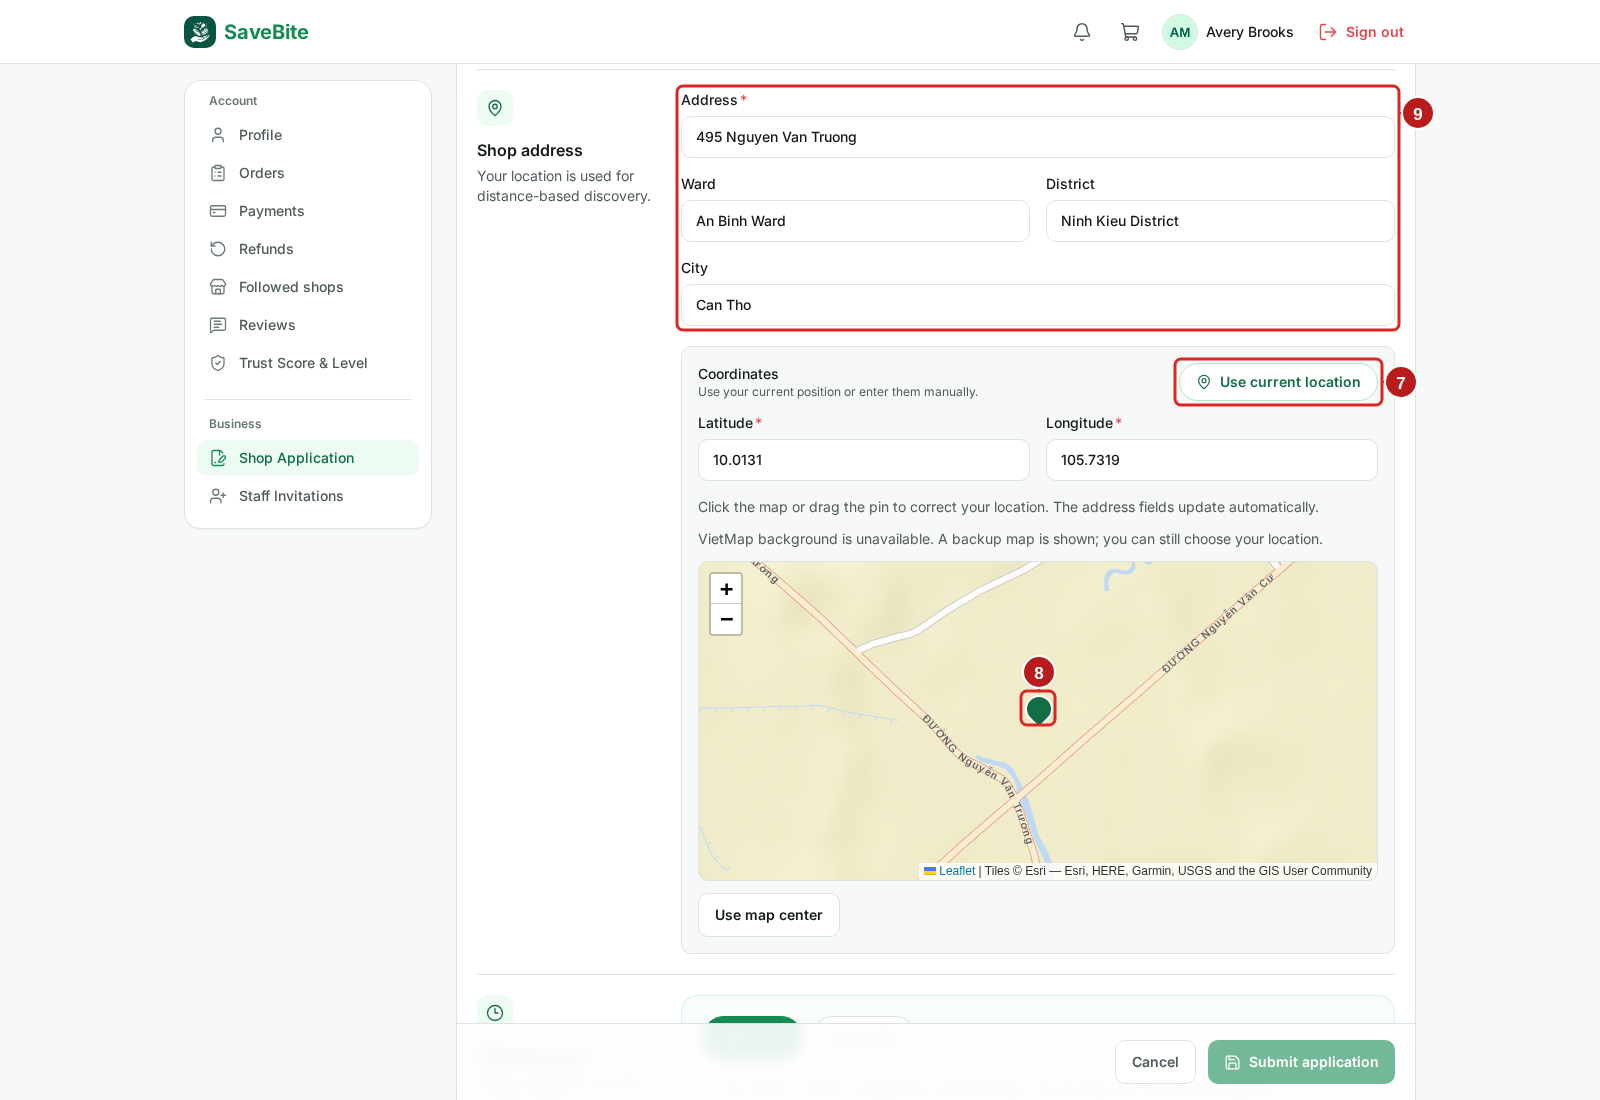 SaveBite
AM
Avery Brooks
Sign out
Account
Profile
Orders
Payments
Refunds
Followed shops
Reviews
Trust Score & Level
Business
Shop Application
Staff Invitations
Shop address
Your location is used for
distance-based discovery.
Address *
9
495 Nguyen Van Truong
Ward
District
An Binh Ward
Ninh Kieu District
City
Can Tho
Coordinates
Use your current position or enter them manually.
Use current location
7
Latitude *
Longitude *
10.0131
105.7319
Click the map or drag the pin to correct your location. The address fields update automatically.
VietMap background is unavailable. A backup map is shown; you can still choose your location.
+
−
ường
ĐƯỜNG Nguyễn Văn Cừ
8
ĐƯỜNG Nguyễn Văn Trường
Leaflet | Tiles © Esri — Esri, HERE, Garmin, USGS and the GIS User Community
Use map center
Cancel
Submit application